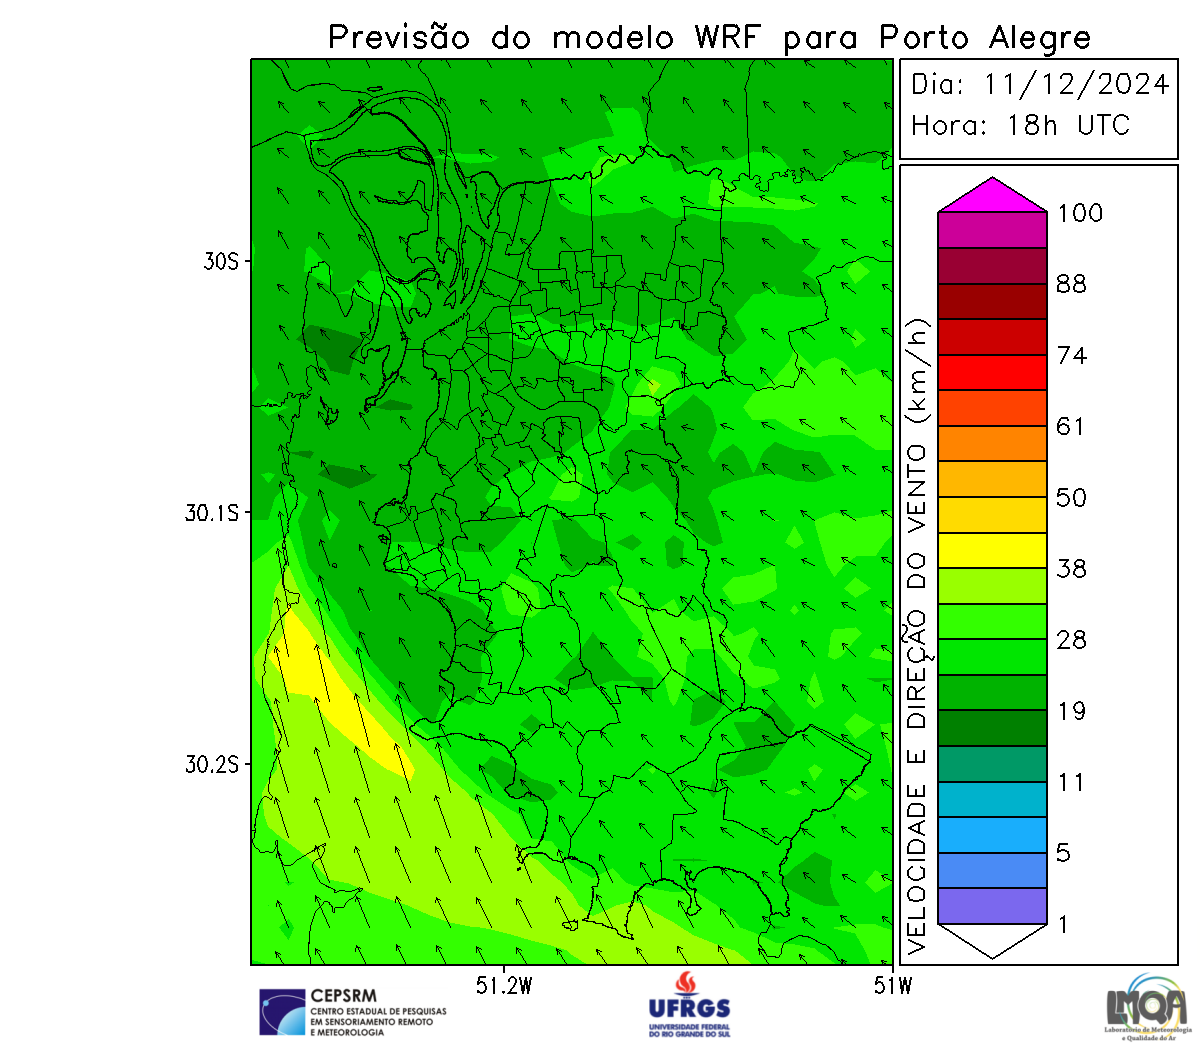 Previsão do modelo WRF para Porto Alegre
Dia: 11/12/2024
Hora: 18h UTC
VELOCIDADE E DIREÇÃO DO VENTO (km/h)
100
88
74
61
50
38
28
19
11
5
1
30S
30.1S
30.2S
51.2W
51W
CEPSRM
CENTRO ESTADUAL DE PESQUISAS
EM SENSORIAMENTO REMOTO
E METEOROLOGIA
UFRGS
UNIVERSIDADE FEDERAL
DO RIO GRANDE DO SUL
LMQA
Laboratório de Meteorologia
e Qualidade do Ar